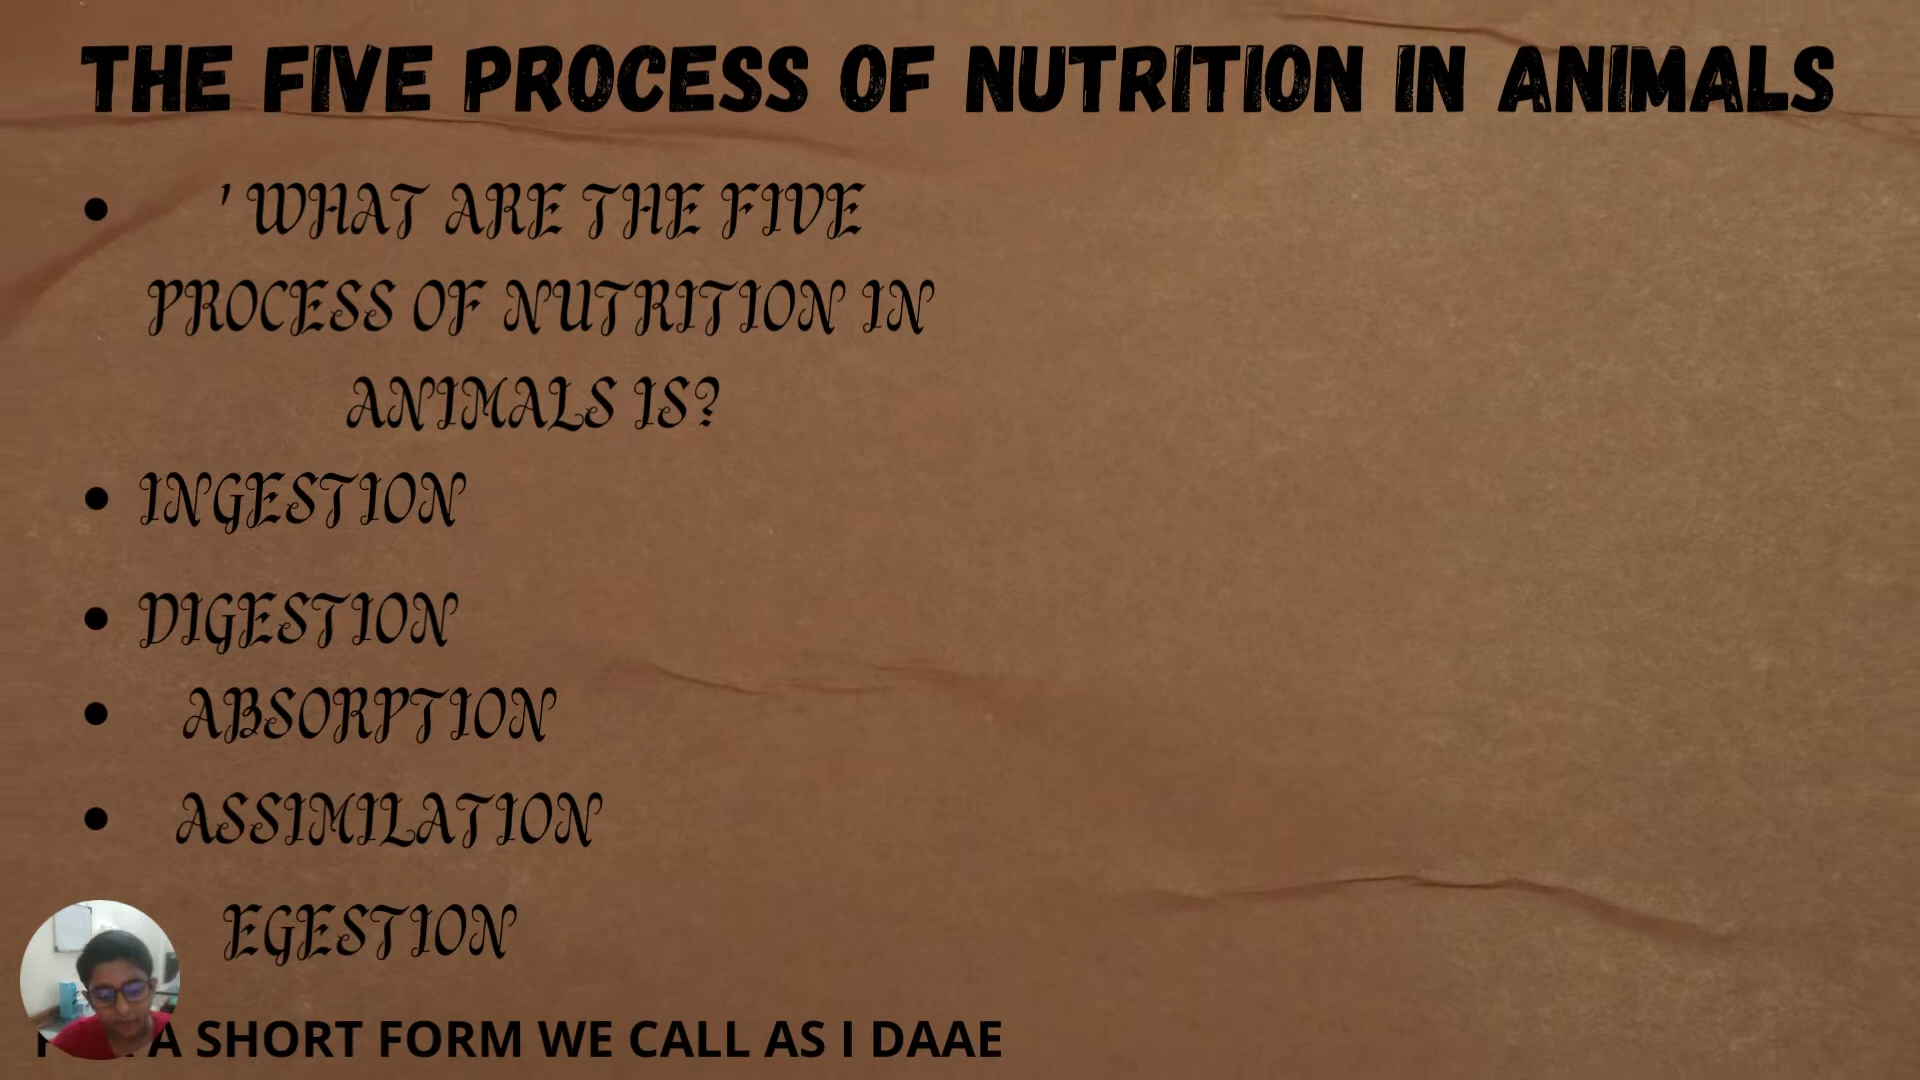 THE FIVE PROCESS OF NUTRITION IN ANIMALS
• ' WHAT ARE THE FIVE
PROCESS OF NUTRITION IN
ANIMALS IS?
• INGESTION
• DIGESTION
• ABSORPTION
• ASSIMILATION
EGESTION
A SHORT FORM WE CALL AS I DAAE